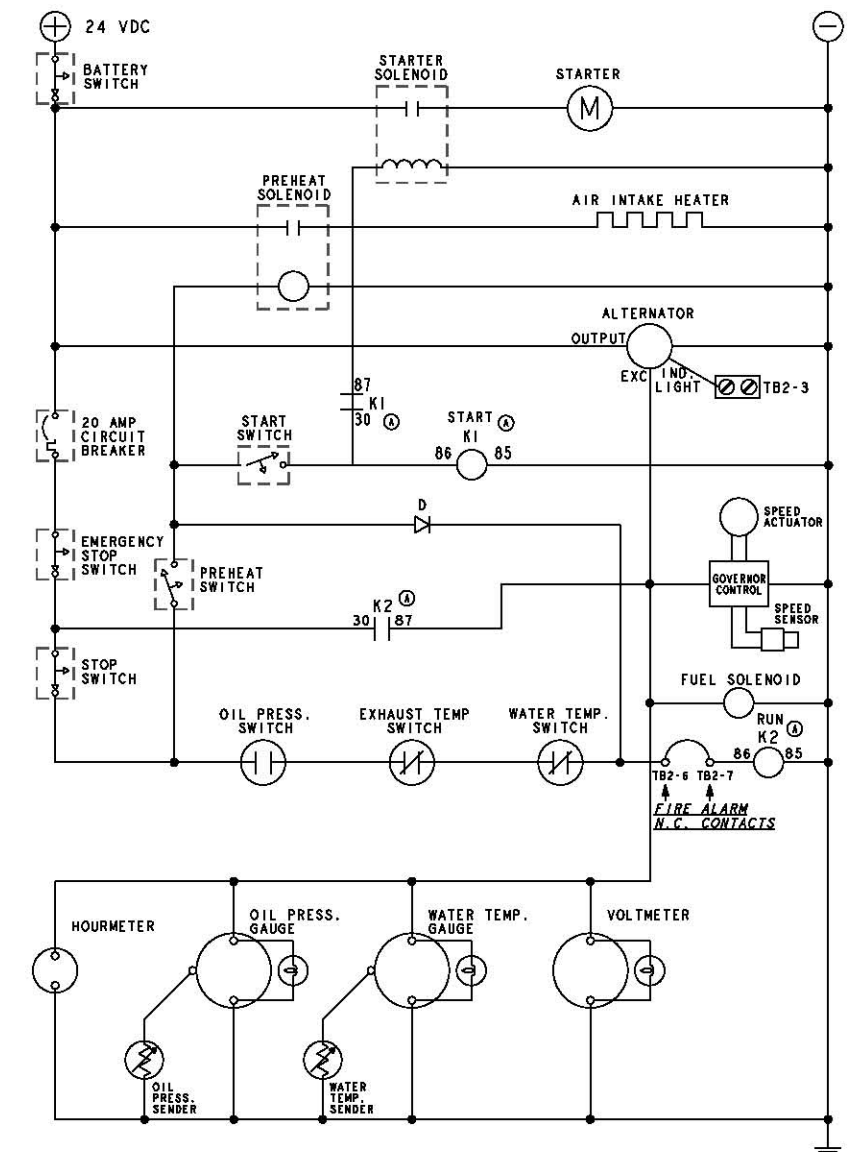 + 24 VDC
−
BATTERY
SWITCH
STARTER
SOLENOID
STARTER
M
PREHEAT
SOLENOID
AIR INTAKE HEATER
ALTERNATOR
OUTPUT
EXC
IND.
LIGHT
TB2-3
87
K1
30 A
20 AMP
CIRCUIT
BREAKER
START
SWITCH
START A
K1
86
85
D
SPEED
ACTUATOR
EMERGENCY
STOP
SWITCH
PREHEAT
SWITCH
GOVERNOR
CONTROL
K2 A
30
87
SPEED
SENSOR
STOP
SWITCH
FUEL SOLENOID
OIL PRESS.
SWITCH
EXHAUST TEMP
SWITCH
WATER TEMP.
SWITCH
RUN A
K2
86
85
TB2-6 TB2-7
FIRE ALARM
N.C. CONTACTS
HOURMETER
OIL PRESS.
GAUGE
WATER TEMP.
GAUGE
VOLTMETER
OIL
PRESS.
SENDER
WATER
TEMP.
SENDER